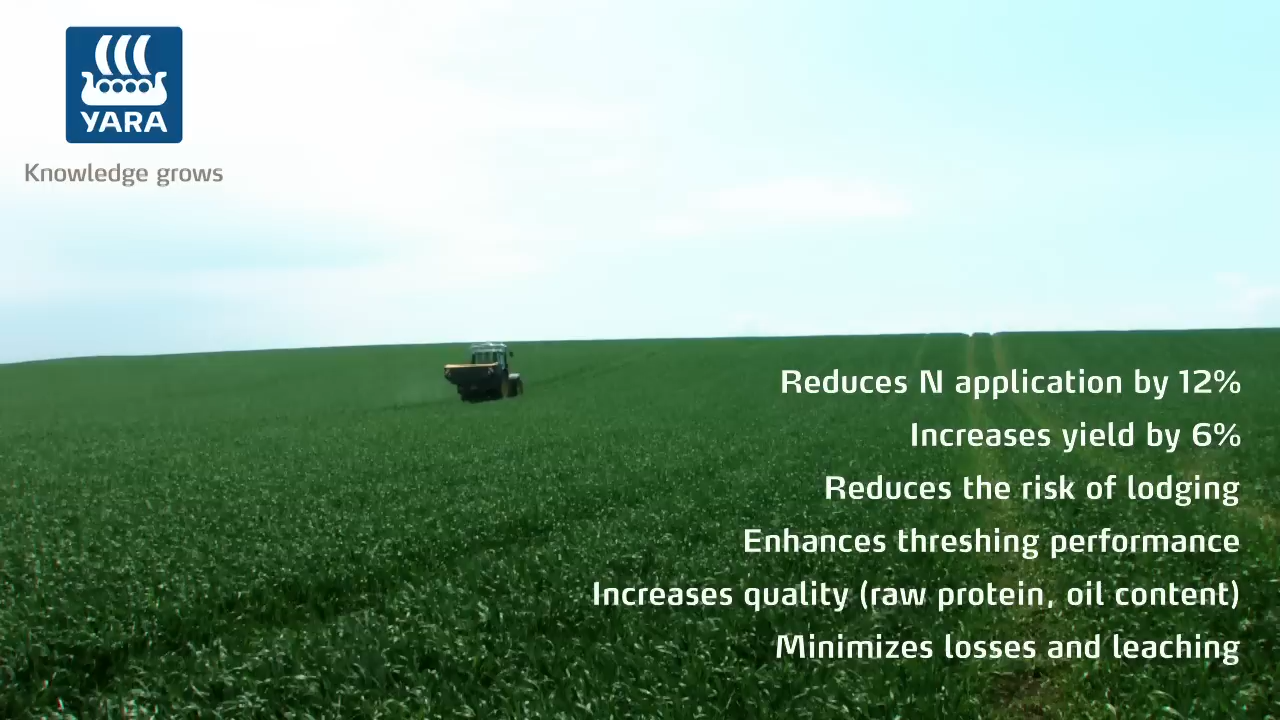 YARA
Knowledge grows
Reduces N application by 12%
Increases yield by 6%
Reduces the risk of lodging
Enhances threshing performance
Increases quality (raw protein, oil content)
Minimizes losses and leaching